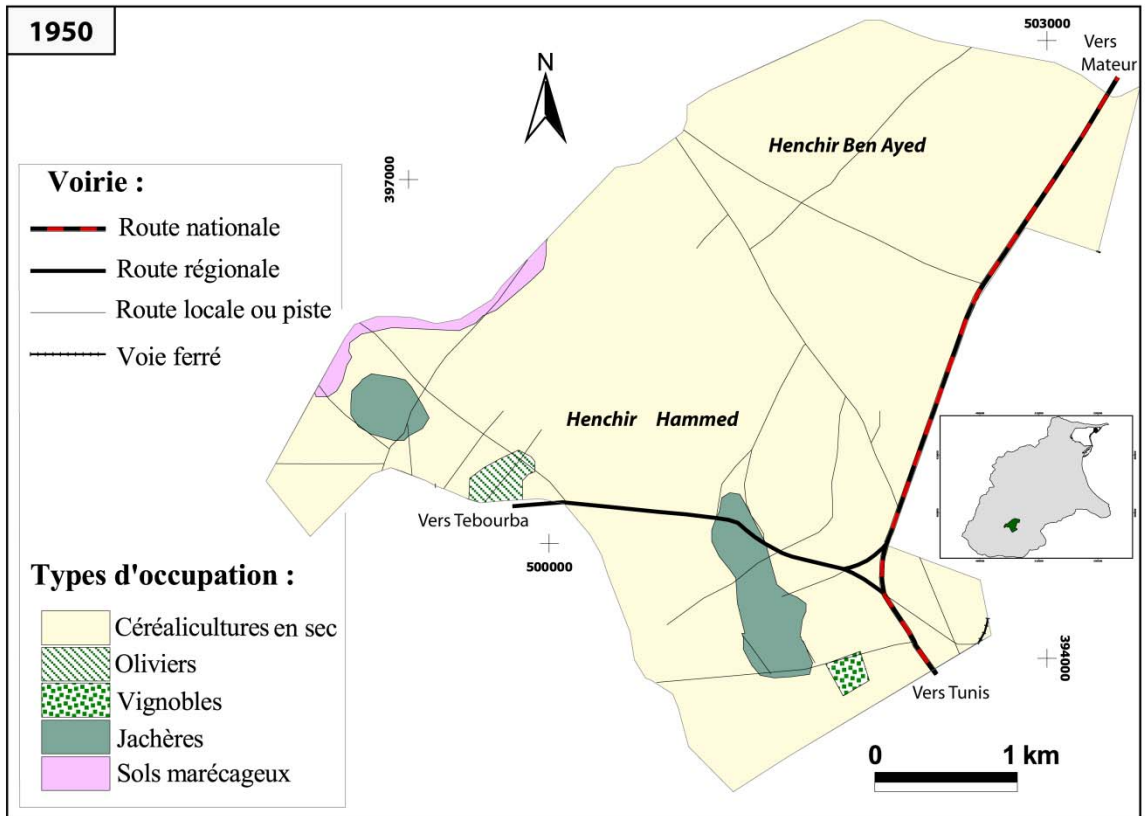 1950
503000
Vers
Mateur
N
Henchir Ben Ayed
397000
Voirie :
Route nationale
Route régionale
Route locale ou piste
Voie ferré
Henchir Hammed
Vers Tebourba
500000
Types d'occupation :
Céréalicultures en sec
Oliviers
Vignobles
Jachères
Sols marécageux
394000
Vers Tunis
0 1 km